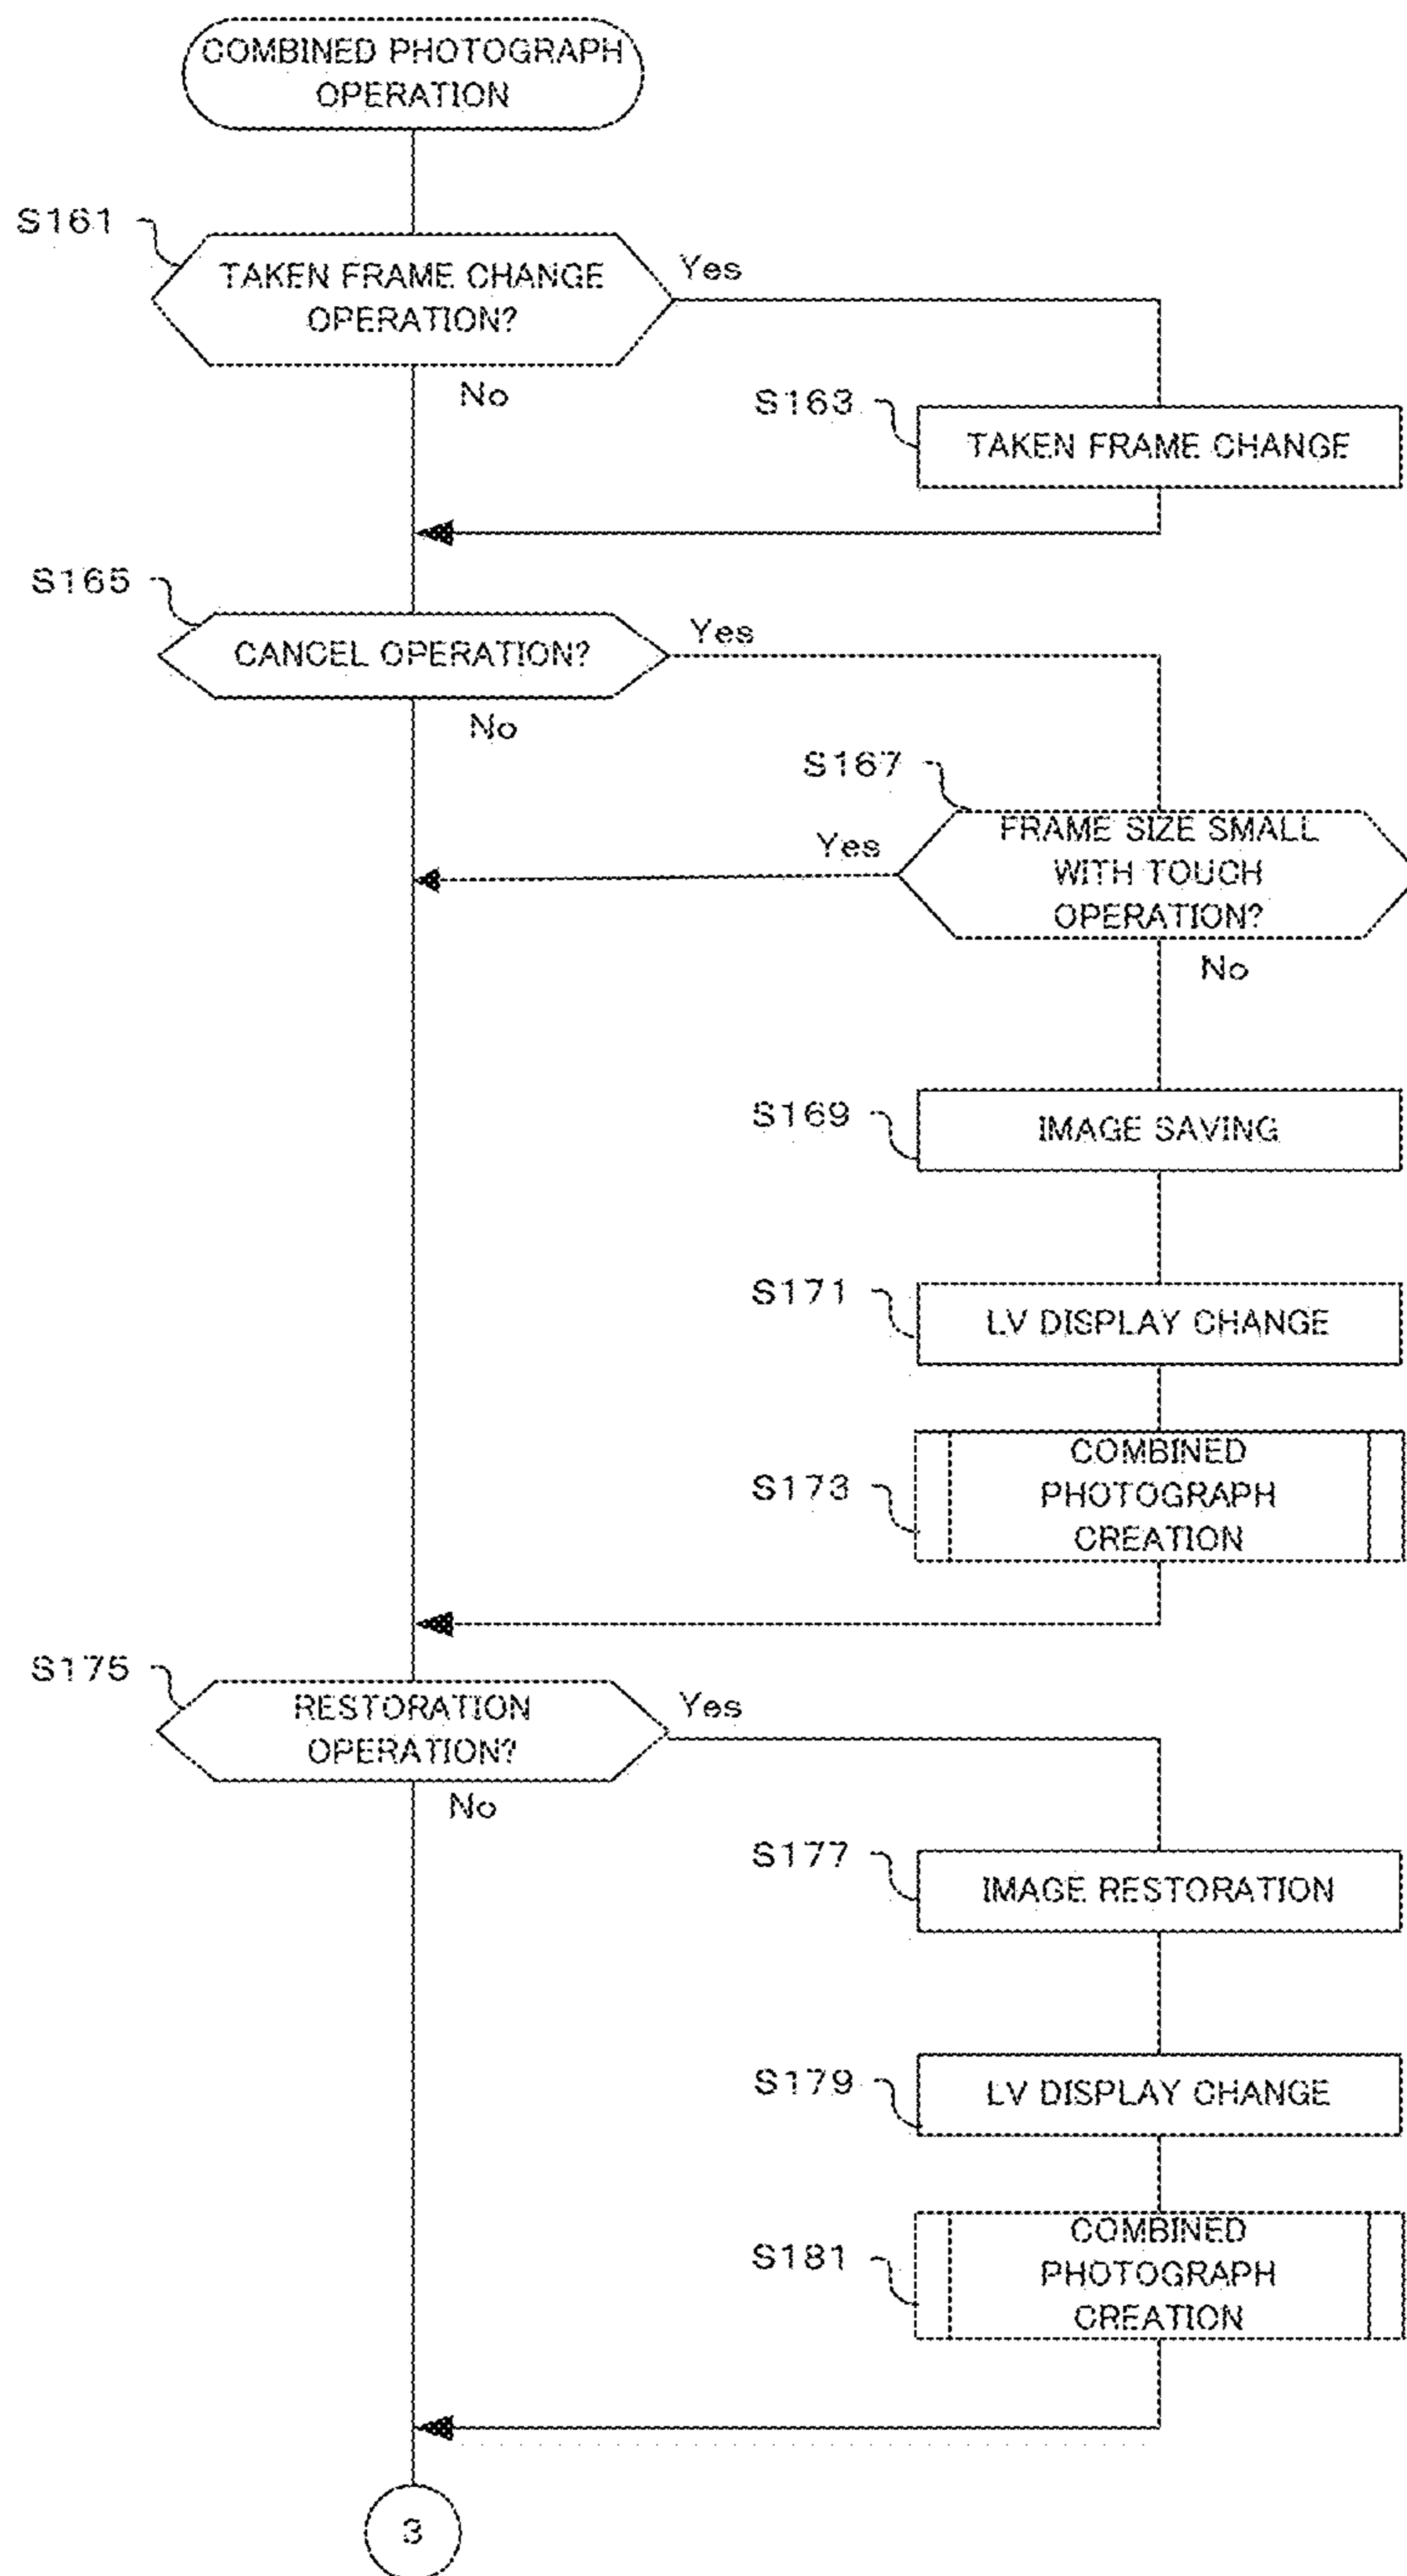 COMBINED PHOTOGRAPH
OPERATION
S161
TAKEN FRAME CHANGE
OPERATION?
Yes
No
S163
TAKEN FRAME CHANGE
S165
CANCEL OPERATION?
Yes
No
S167
FRAME SIZE SMALL
WITH TOUCH
OPERATION?
Yes
No
S169
IMAGE SAVING
S171
LV DISPLAY CHANGE
S173
COMBINED
PHOTOGRAPH
CREATION
S175
RESTORATION
OPERATION?
Yes
No
S177
IMAGE RESTORATION
S179
LV DISPLAY CHANGE
S181
COMBINED
PHOTOGRAPH
CREATION
3